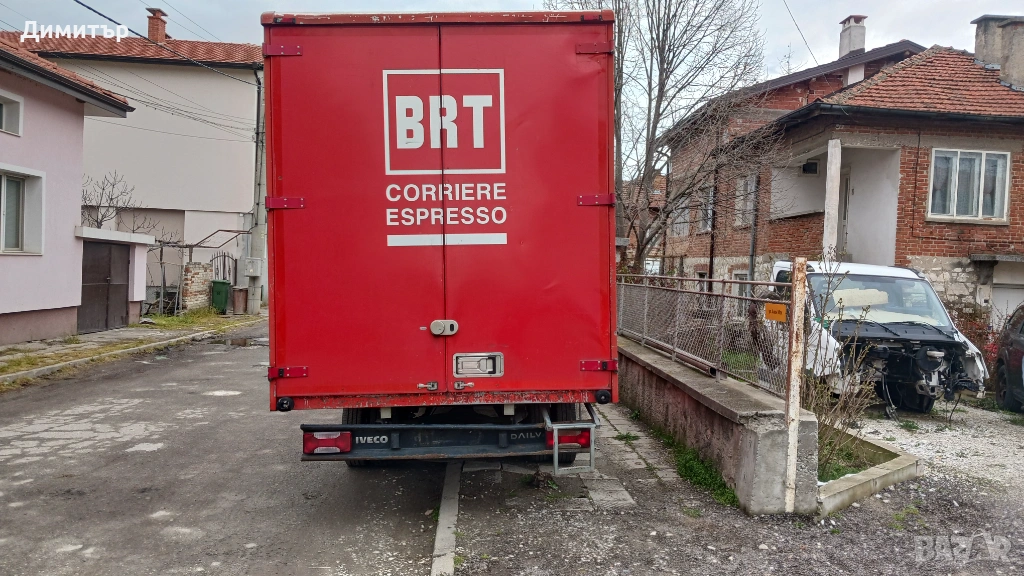 Димитър
BRT
CORRIERE
ESPRESSO
IVECO
DAILY
BAZAR